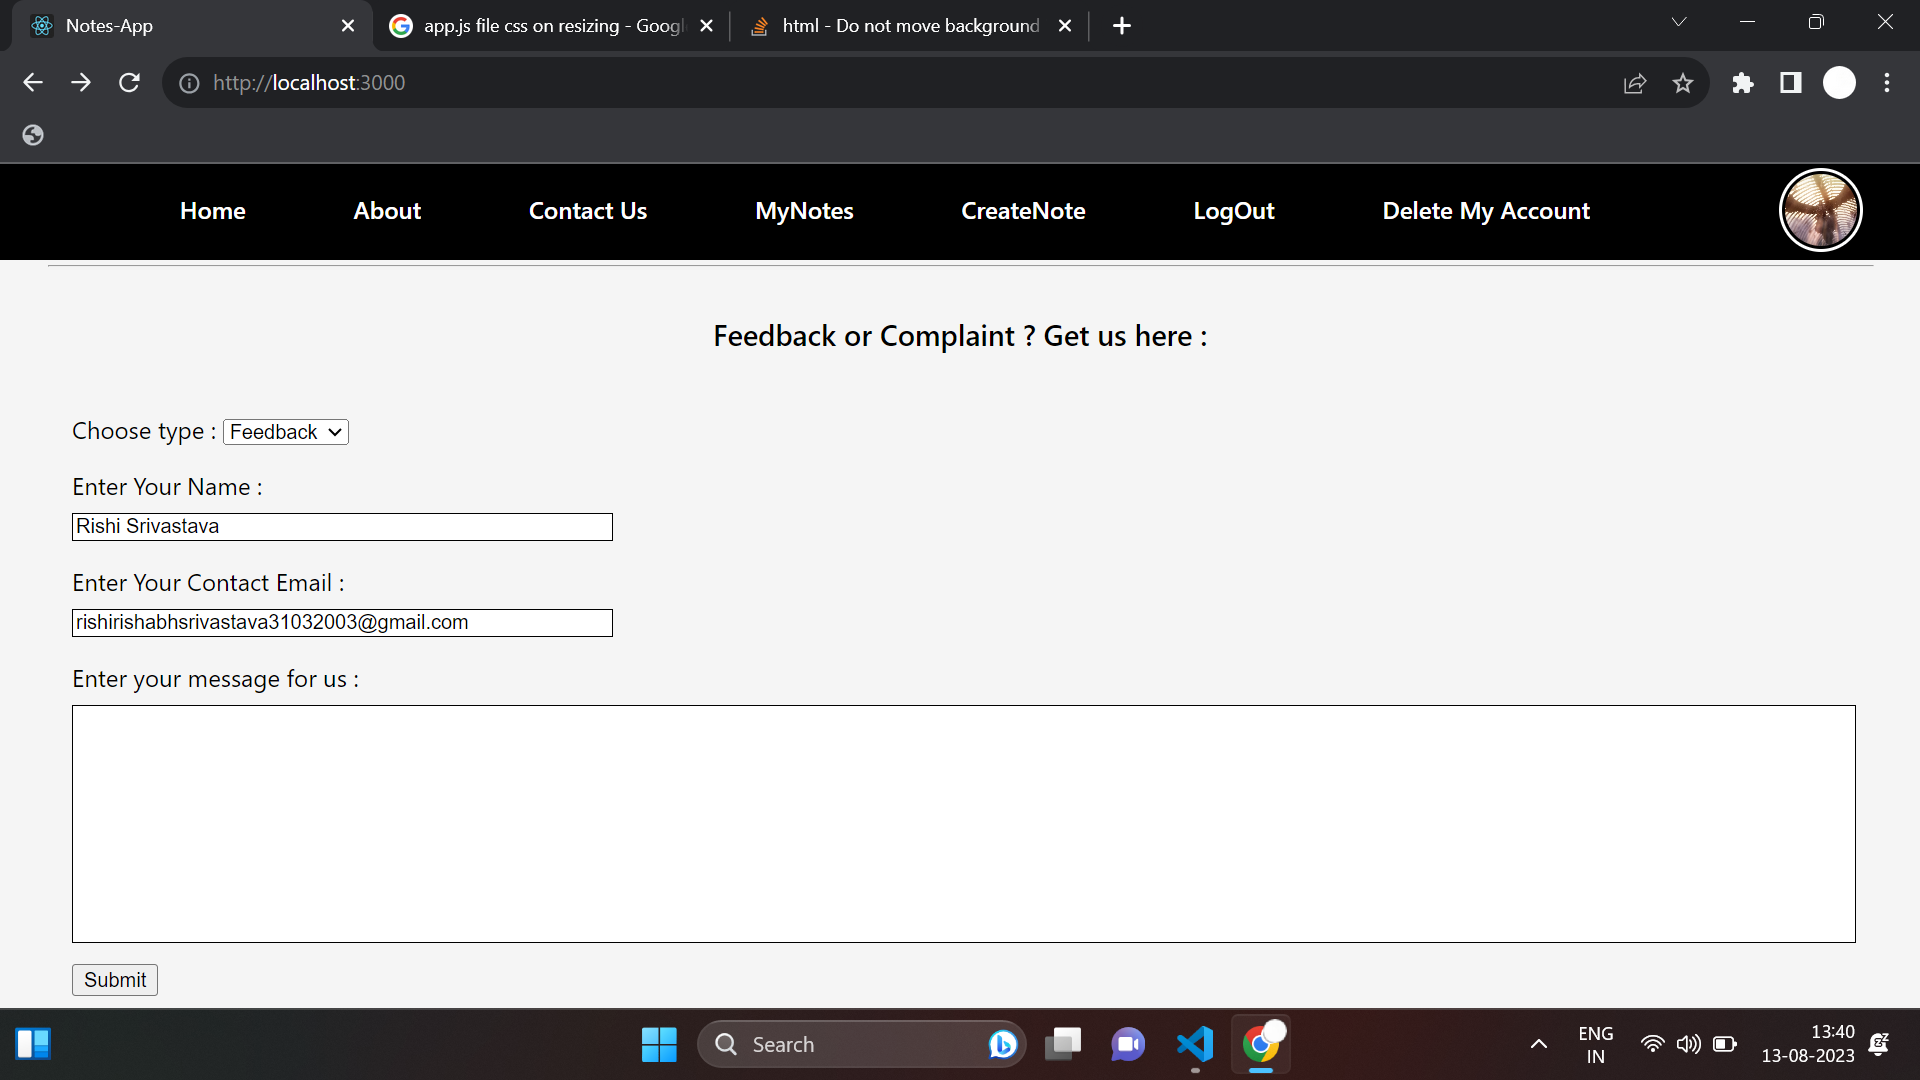 Notes-App
app.js file css on resizing - Googl
html - Do not move background
http://localhost:3000
Home About Contact Us MyNotes CreateNote LogOut Delete My Account
Feedback or Complaint ? Get us here :
Choose type : Feedback
Enter Your Name :
Rishi Srivastava
Enter Your Contact Email :
rishirishabhsrivastava31032003@gmail.com
Enter your message for us :
Submit
Search
ENG
IN
13:40
13-08-2023